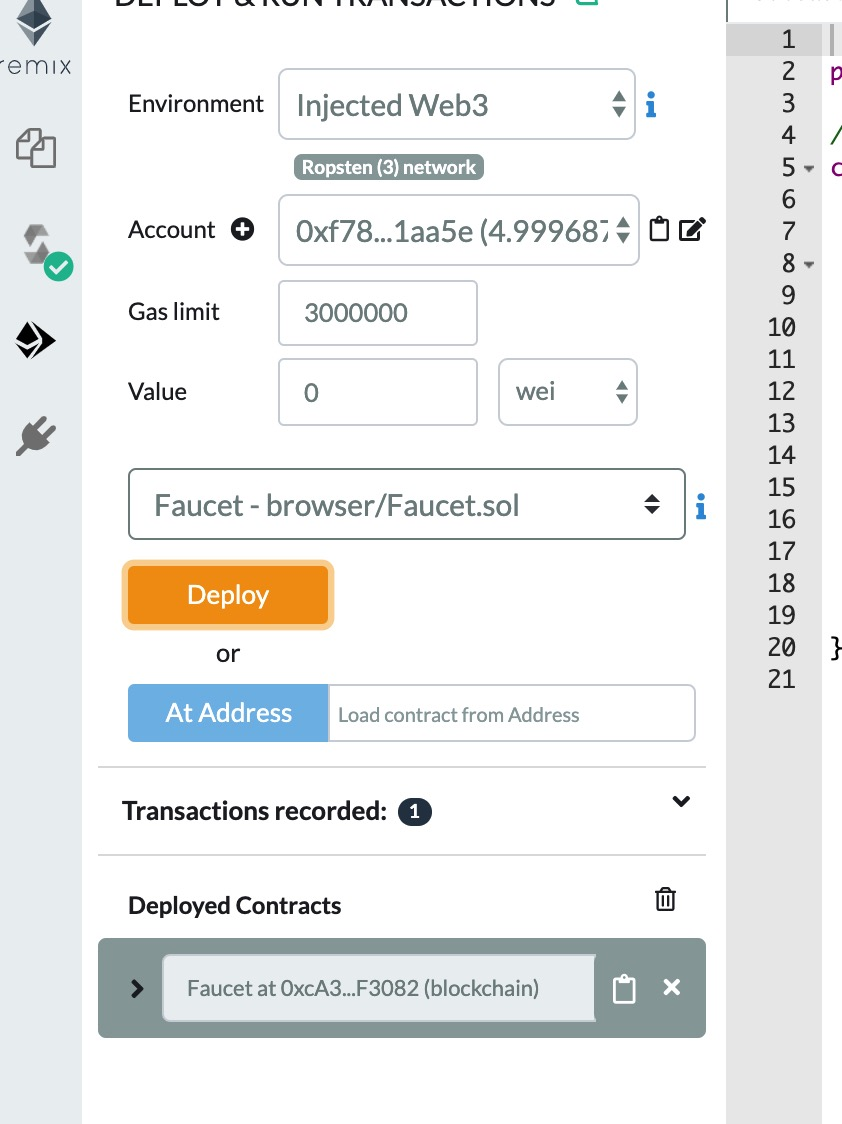 DEPLOY & RUN TRANSACTIONS
remix
Environment
Injected Web3
Ropsten (3) network
Account
0xf78...1aa5e (4.999687
Gas limit
3000000
Value
0
wei
Faucet - browser/Faucet.sol
Deploy
or
At Address
Load contract from Address
Transactions recorded: 1
Deployed Contracts
Faucet at 0xcA3...F3082 (blockchain)
1
2 p
3
4 /
5 c
6
7
8
9
10
11
12
13
14
15
16
17
18
19
20 }
21